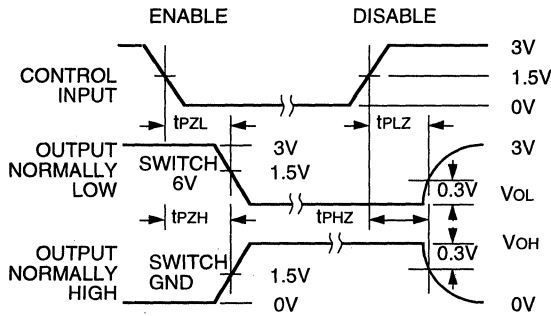 ENABLE
DISABLE
CONTROL
INPUT
3V
1.5V
0V
tPZL
tPLZ
OUTPUT
NORMALLY
LOW
SWITCH
6V
3V
1.5V
3V
0.3V
VOL
tPZH
tPHZ
OUTPUT
NORMALLY
HIGH
SWITCH
GND
1.5V
0V
0.3V
VOH
0V